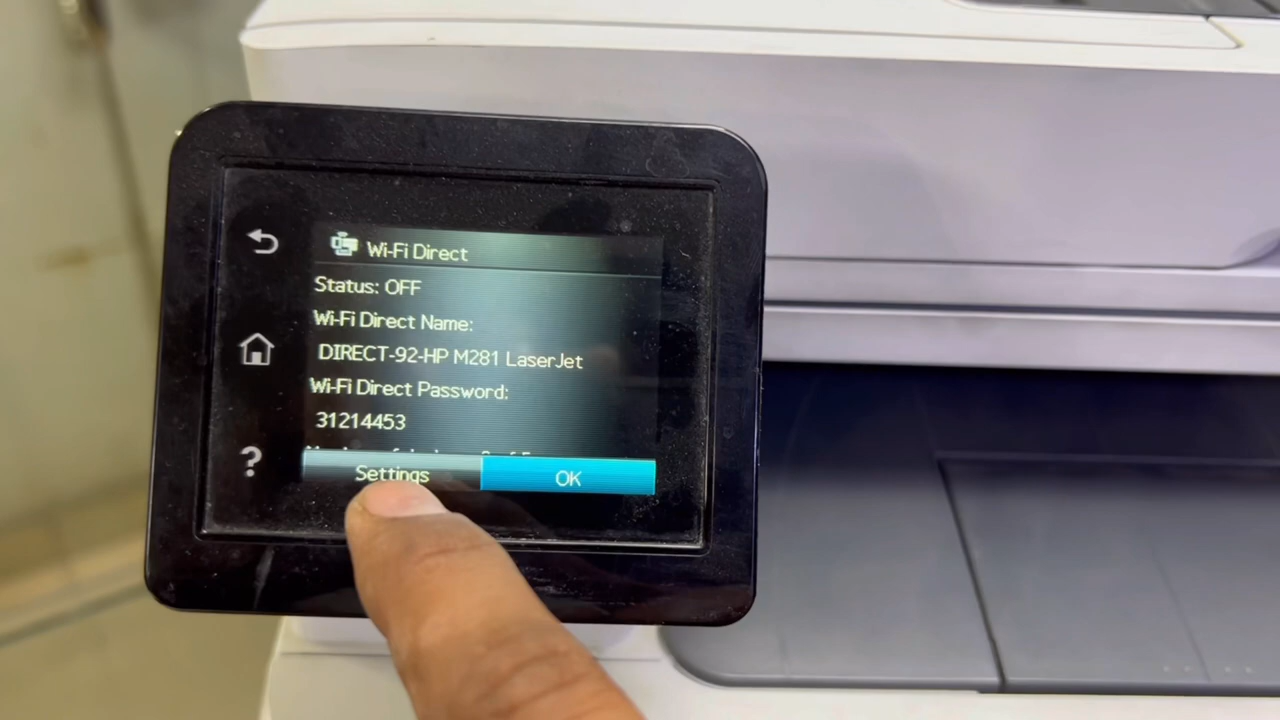 Wi-Fi Direct
Status: OFF
Wi-Fi Direct Name:
DIRECT-92-HP M281 LaserJet
Wi-Fi Direct Password:
31214453
Settings OK
?